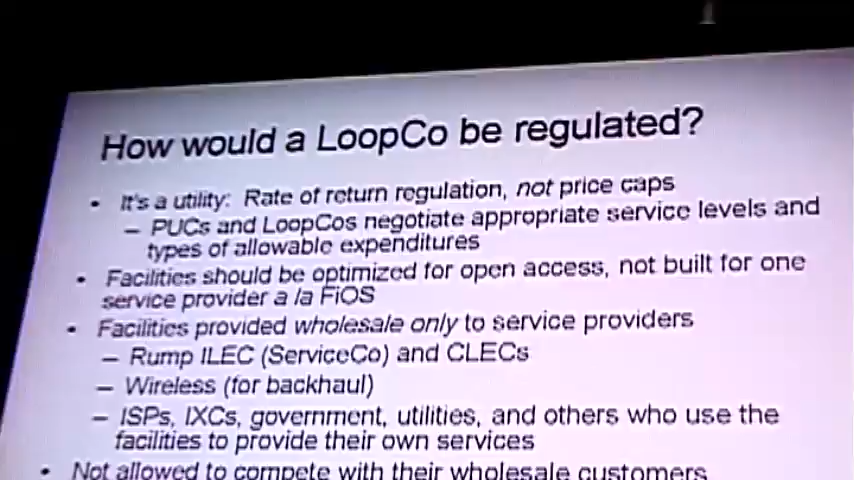 How would a LoopCo be regulated?
• It's a utility: Rate of return regulation, not price caps
– PUCs and LoopCos negotiate appropriate service levels and
types of allowable expenditures
• Facilities should be optimized for open access, not built for one
service provider a la FiOS
• Facilities provided wholesale only to service providers
– Rump ILEC (ServiceCo) and CLECs
– Wireless (for backhaul)
– ISPs, IXCs, government, utilities, and others who use the
facilities to provide their own services
• Not allowed to compete with their wholesale customers